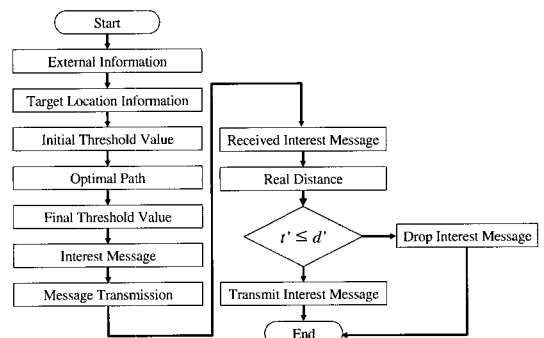 Start
External Information
Target Location Information
Initial Threshold Value
Optimal Path
Final Threshold Value
Interest Message
Message Transmission
Received Interest Message
Real Distance
t' ≤ d'
Drop Interest Message
Transmit Interest Message
End